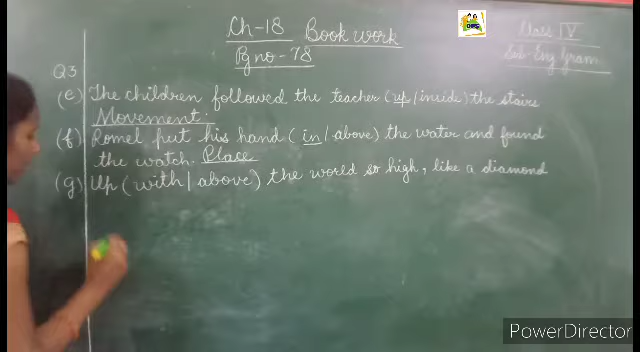 Ch-18 Book work
Pg no - 78
Class IV
Sub-Eng Gram
Q3
(e) The children followed the teacher (up/inside) the stairs
Movement:
(f) Romel put his hand (in/above) the water and found
the watch. Place
(g) Up (with/above) the world so high, like a diamond
PowerDirector